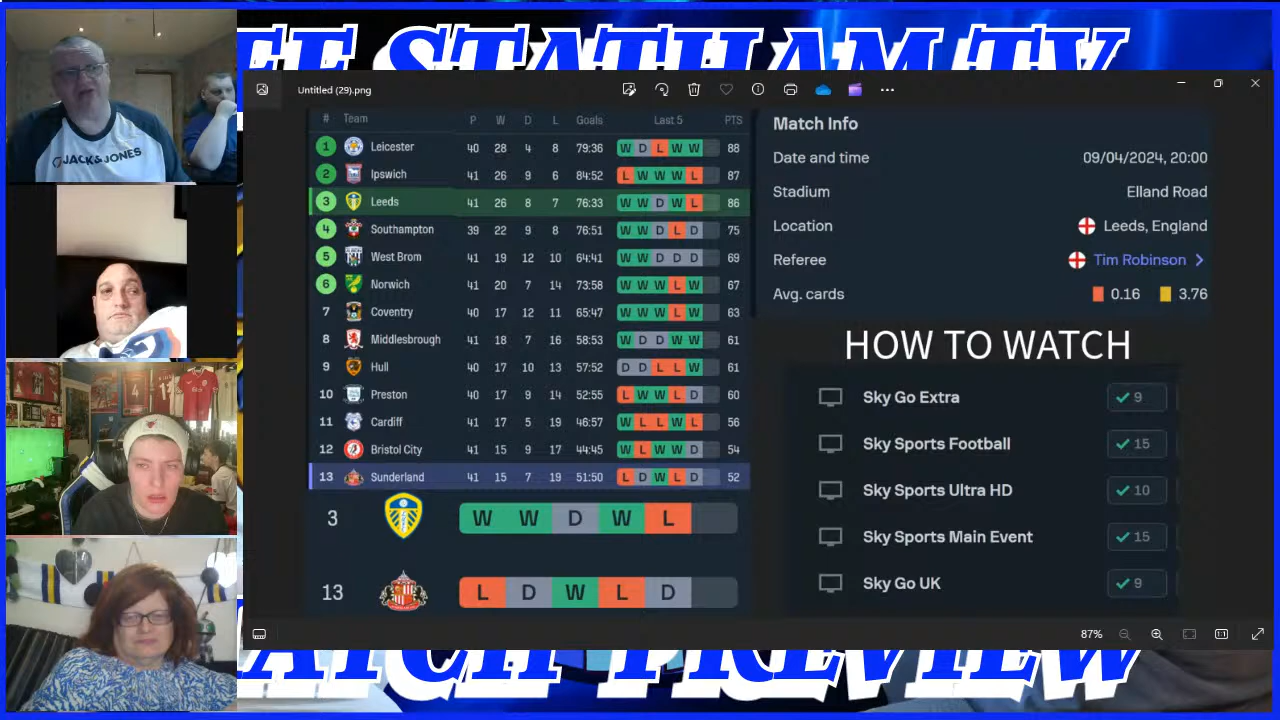 EE STATHAM TV
JACK & JONES
Untitled (29).png
# Team P W D L Goals Last 5 PTS
1 Leicester 40 28 4 8 79:36 W D L W W 88
2 Ipswich 41 26 9 6 84:52 L W W W L 87
3 Leeds 41 26 8 7 76:33 W W D W L 86
4 Southampton 39 22 9 8 76:51 W W D L D 75
5 West Brom 41 19 12 10 64:41 W W D D D 69
6 Norwich 41 20 7 14 73:58 W W W L W 67
7 Coventry 40 17 12 11 65:47 W W W L W 63
8 Middlesbrough 41 18 7 16 58:53 W D D W W 61
9 Hull 40 17 10 13 57:52 D D L L W 61
10 Preston 40 17 9 14 52:55 L W W L D 60
11 Cardiff 41 17 5 19 46:57 W L L W L 56
12 Bristol City 41 15 9 17 44:45 W L W W D 54
13 Sunderland 41 15 7 19 51:50 L D W L D 52
3 W W D W L
13 L D W L D
Match Info
Date and time 09/04/2024, 20:00
Stadium Elland Road
Location Leeds, England
Referee Tim Robinson
Avg. cards 0.16 3.76
HOW TO WATCH
Sky Go Extra 9
Sky Sports Football 15
Sky Sports Ultra HD 10
Sky Sports Main Event 15
Sky Go UK 9
87%
ATCH PREVIEW